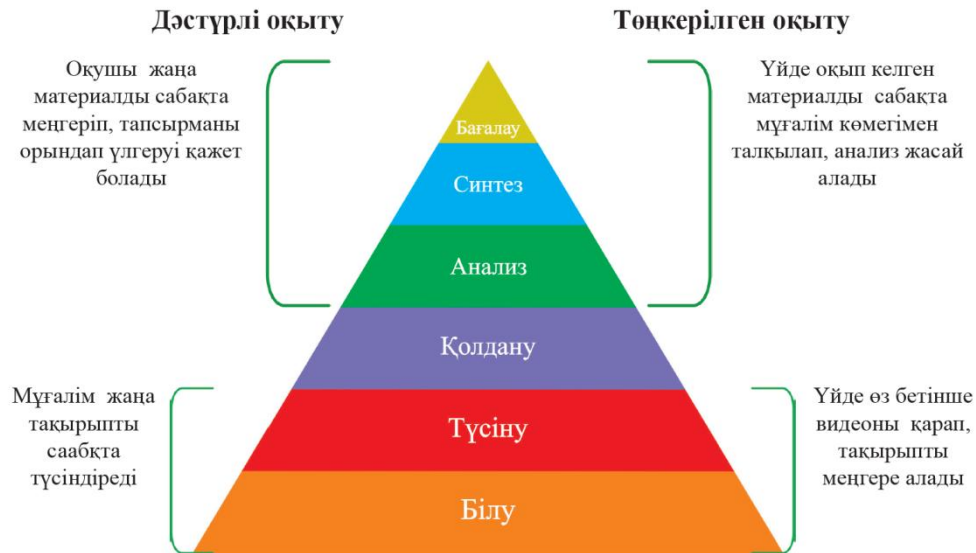 Дәстүрлі оқыту
Төңкерілген оқыту
Оқушы жаңа
материалды сабақта
меңгеріп, тапсырманы
орындап үлгеруі қажет
болады
Үйде оқып келген
материалды сабақта
мұғалім көмегімен
талқылап, анализ жасай
алады
Бағалау
Синтез
Анализ
Қолдану
Түсіну
Білу
Мұғалім жаңа
тақырыпты
саабқта
түсіндіреді
Үйде өз бетінше
видеоны қарап,
тақырыпты
меңгере алады